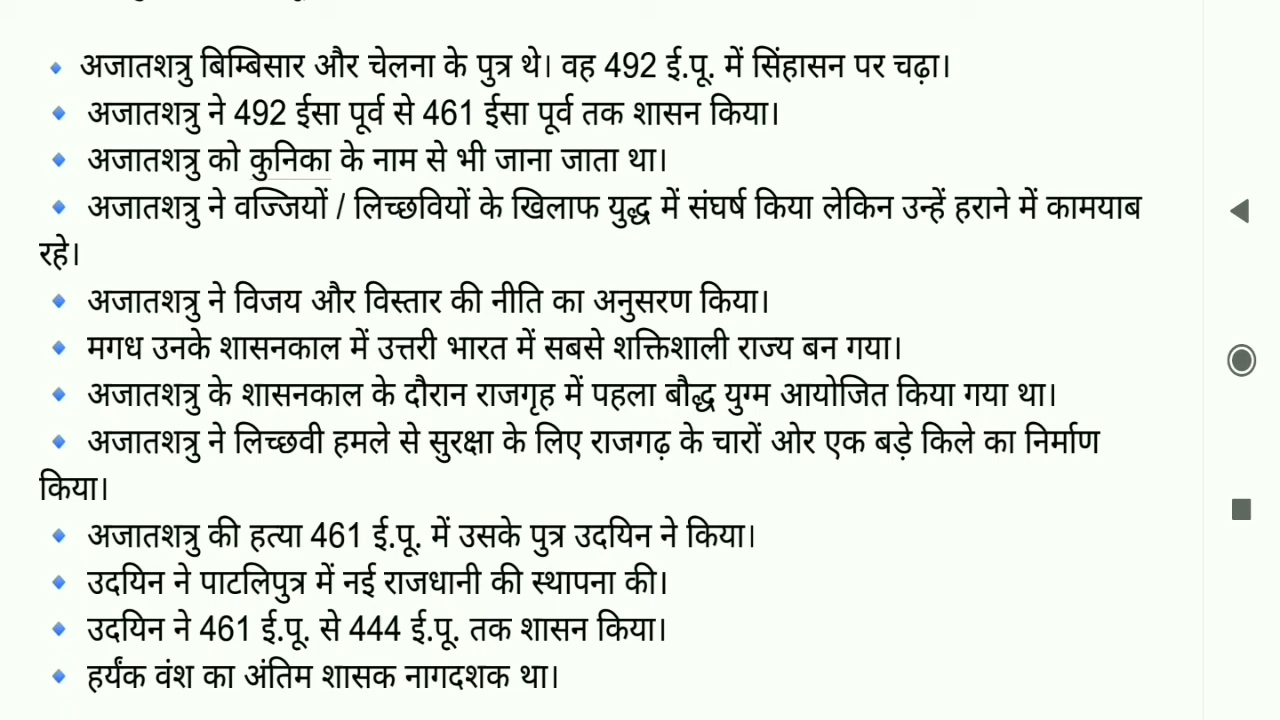 🔹 अजातशत्रु बिम्बिसार और चेलना के पुत्र थे। वह 492 ई.पू. में सिंहासन पर चढ़ा।
🔹 अजातशत्रु ने 492 ईसा पूर्व से 461 ईसा पूर्व तक शासन किया।
🔹 अजातशत्रु को कुनिका के नाम से भी जाना जाता था।
🔹 अजातशत्रु ने वज्जियों / लिच्छवियों के खिलाफ युद्ध में संघर्ष किया लेकिन उन्हें हराने में कामयाब
रहे।
🔹 अजातशत्रु ने विजय और विस्तार की नीति का अनुसरण किया।
🔹 मगध उनके शासनकाल में उत्तरी भारत में सबसे शक्तिशाली राज्य बन गया।
🔹 अजातशत्रु के शासनकाल के दौरान राजगृह में पहला बौद्ध युग्म आयोजित किया गया था।
🔹 अजातशत्रु ने लिच्छवी हमले से सुरक्षा के लिए राजगढ़ के चारों ओर एक बड़े किले का निर्माण
किया।
🔹 अजातशत्रु की हत्या 461 ई.पू. में उसके पुत्र उदयिन ने किया।
🔹 उदयिन ने पाटलिपुत्र में नई राजधानी की स्थापना की।
🔹 उदयिन ने 461 ई.पू. से 444 ई.पू. तक शासन किया।
🔹 हर्यंक वंश का अंतिम शासक नागदशक था।